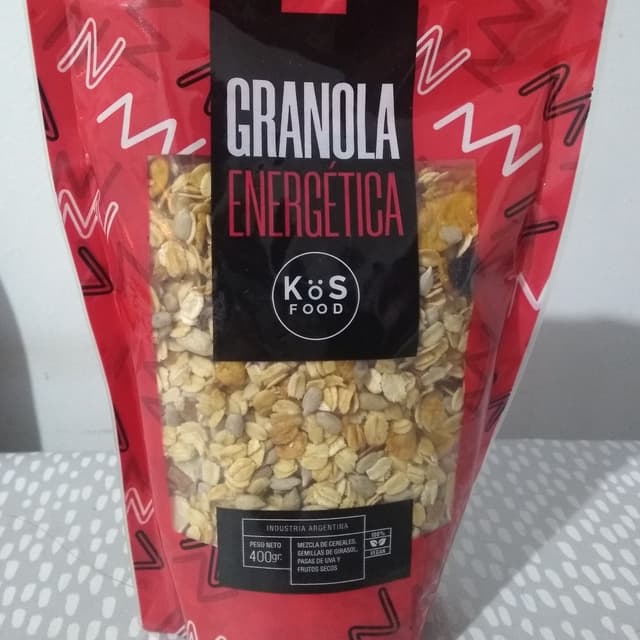 GRANOLA
ENERGÉTICA
KöS
FOOD
INDUSTRIA ARGENTINA
PESO NETO
400gr.
MEZCLA DE CEREALES,
SEMILLAS DE GIRASOL,
PASAS DE UVA Y
FRUTOS SECOS
100%
VEGAN